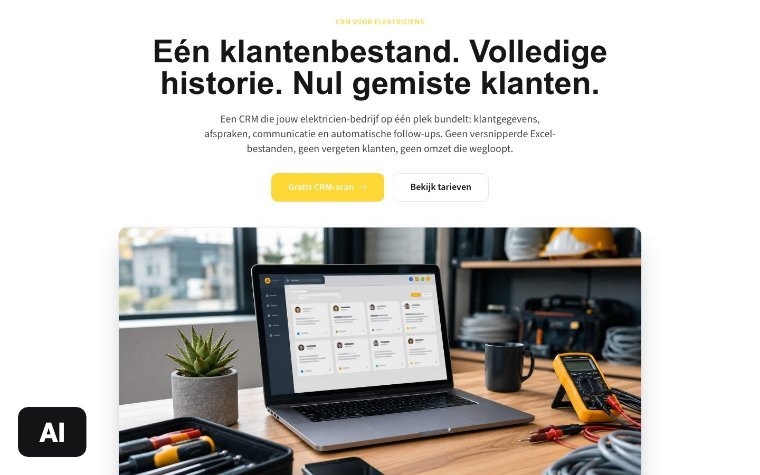 CRM VOOR ELEKTRICIENS
Eén klantenbestand. Volledige
historie. Nul gemiste klanten.
Een CRM die jouw elektricien-bedrijf op één plek bundelt: klantgegevens,
afspraken, communicatie en automatische follow-ups. Geen versnipperde Excel-
bestanden, geen vergeten klanten, geen omzet die wegloopt.
Gratis CRM-scan →
Bekijk tarieven
AI